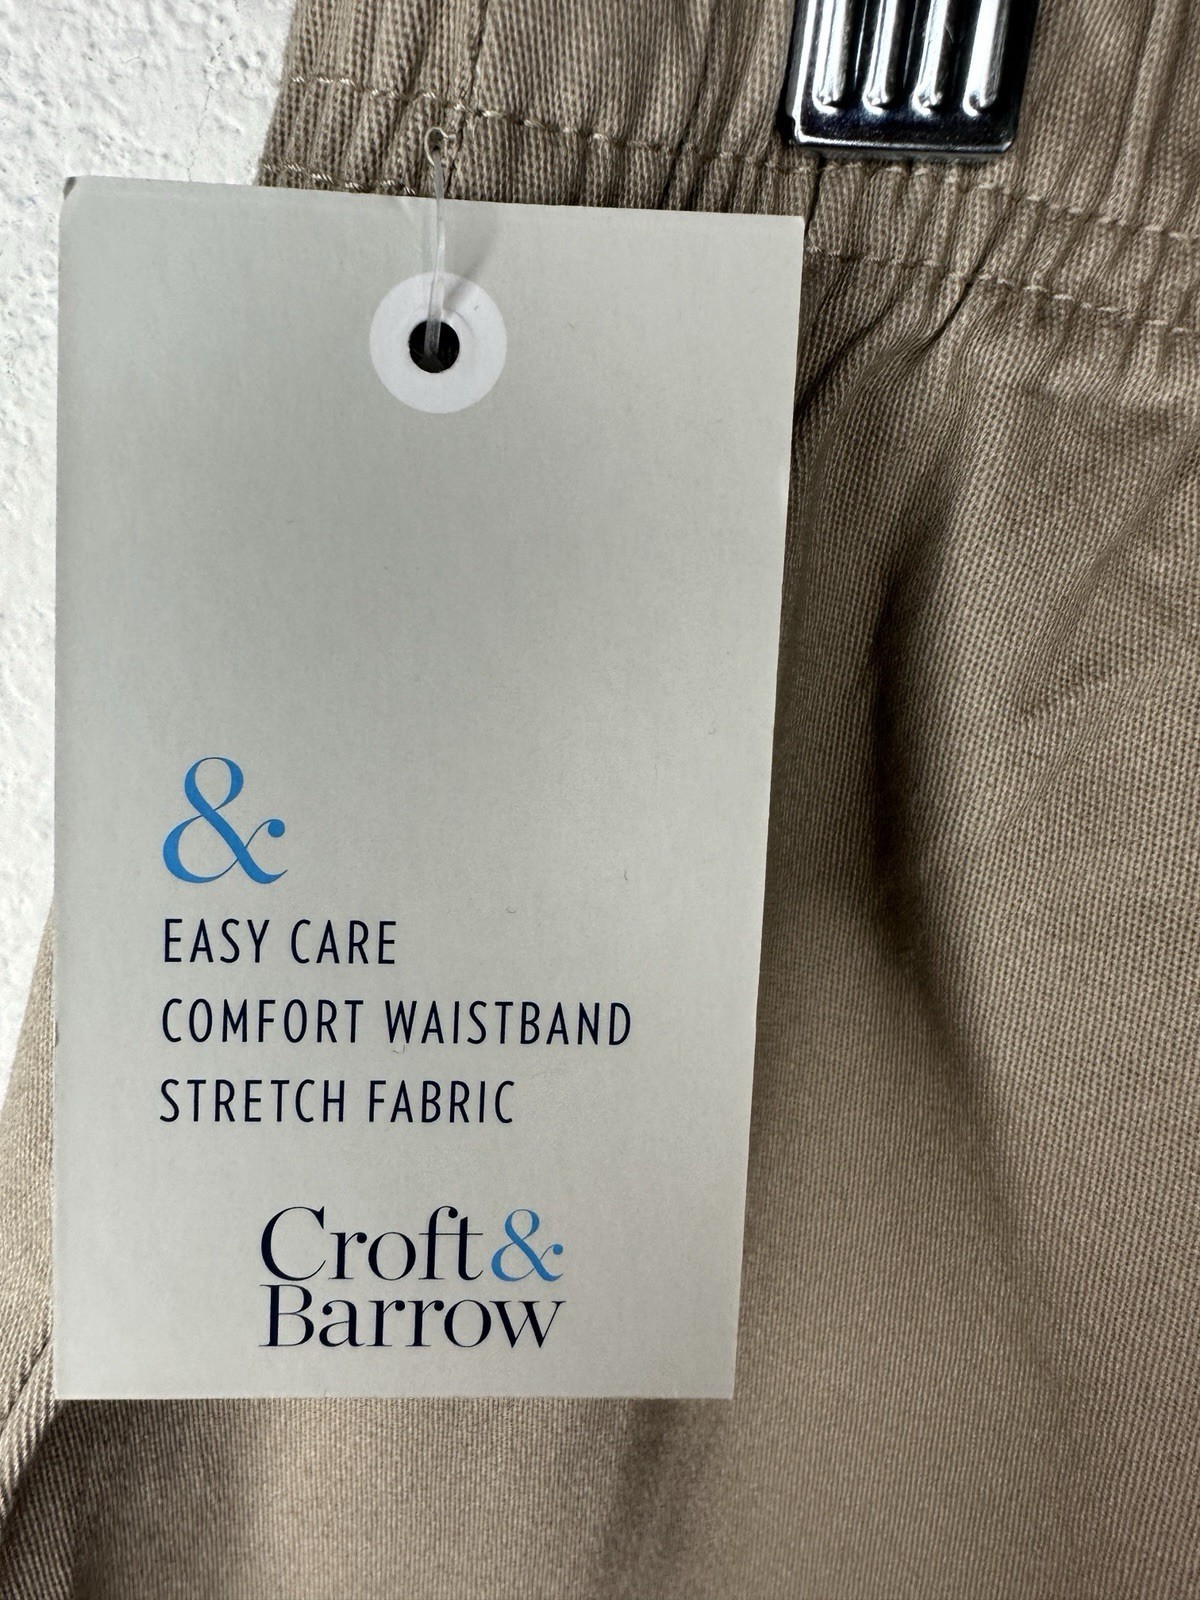 &
EASY CARE
COMFORT WAISTBAND
STRETCH FABRIC
Croft&
Barrow